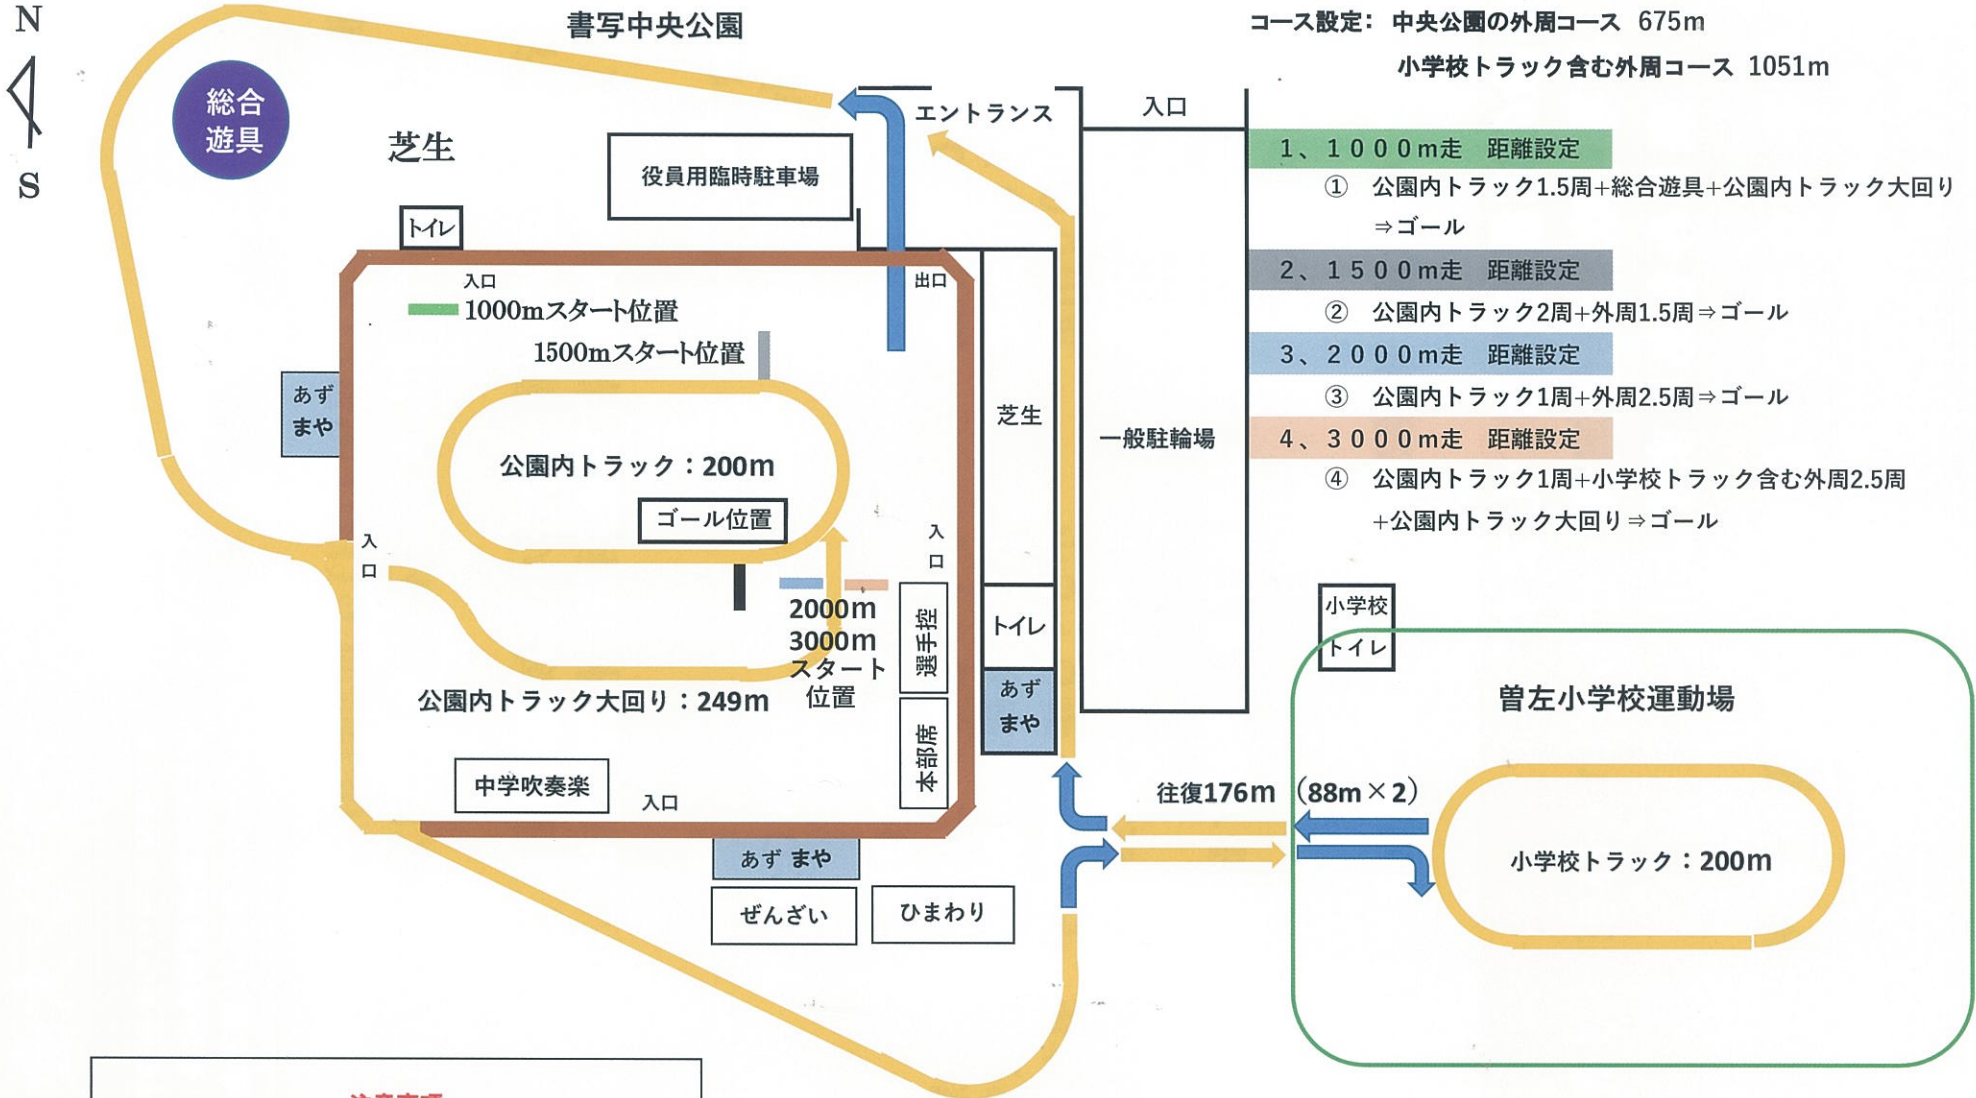 N
S
書写中央公園
コース設定： 中央公園の外周コース 675m
小学校トラック含む外周コース 1051m
総合
遊具
芝生
エントランス
入口
役員用臨時駐車場
1、1000m走 距離設定
① 公園内トラック1.5周+総合遊具+公園内トラック大回り
⇒ゴール
2、1500m走 距離設定
② 公園内トラック2周+外周1.5周⇒ゴール
3、2000m走 距離設定
③ 公園内トラック1周+外周2.5周⇒ゴール
4、3000m走 距離設定
④ 公園内トラック1周+小学校トラック含む外周2.5周
+公園内トラック大回り⇒ゴール
トイレ
入口
出口
1000mスタート位置
1500mスタート位置
あず
まや
芝生
一般駐輪場
公園内トラック：200m
ゴール位置
入
口
入
口
2000m
3000m
スタート
位置
選手控
トイレ
あず
まや
公園内トラック大回り：249m
本部席
中学吹奏楽
入口
あず まや
ぜんざい
ひまわり
往復176m（88m×2）
小学校
トイレ
曽左小学校運動場
小学校トラック：200m